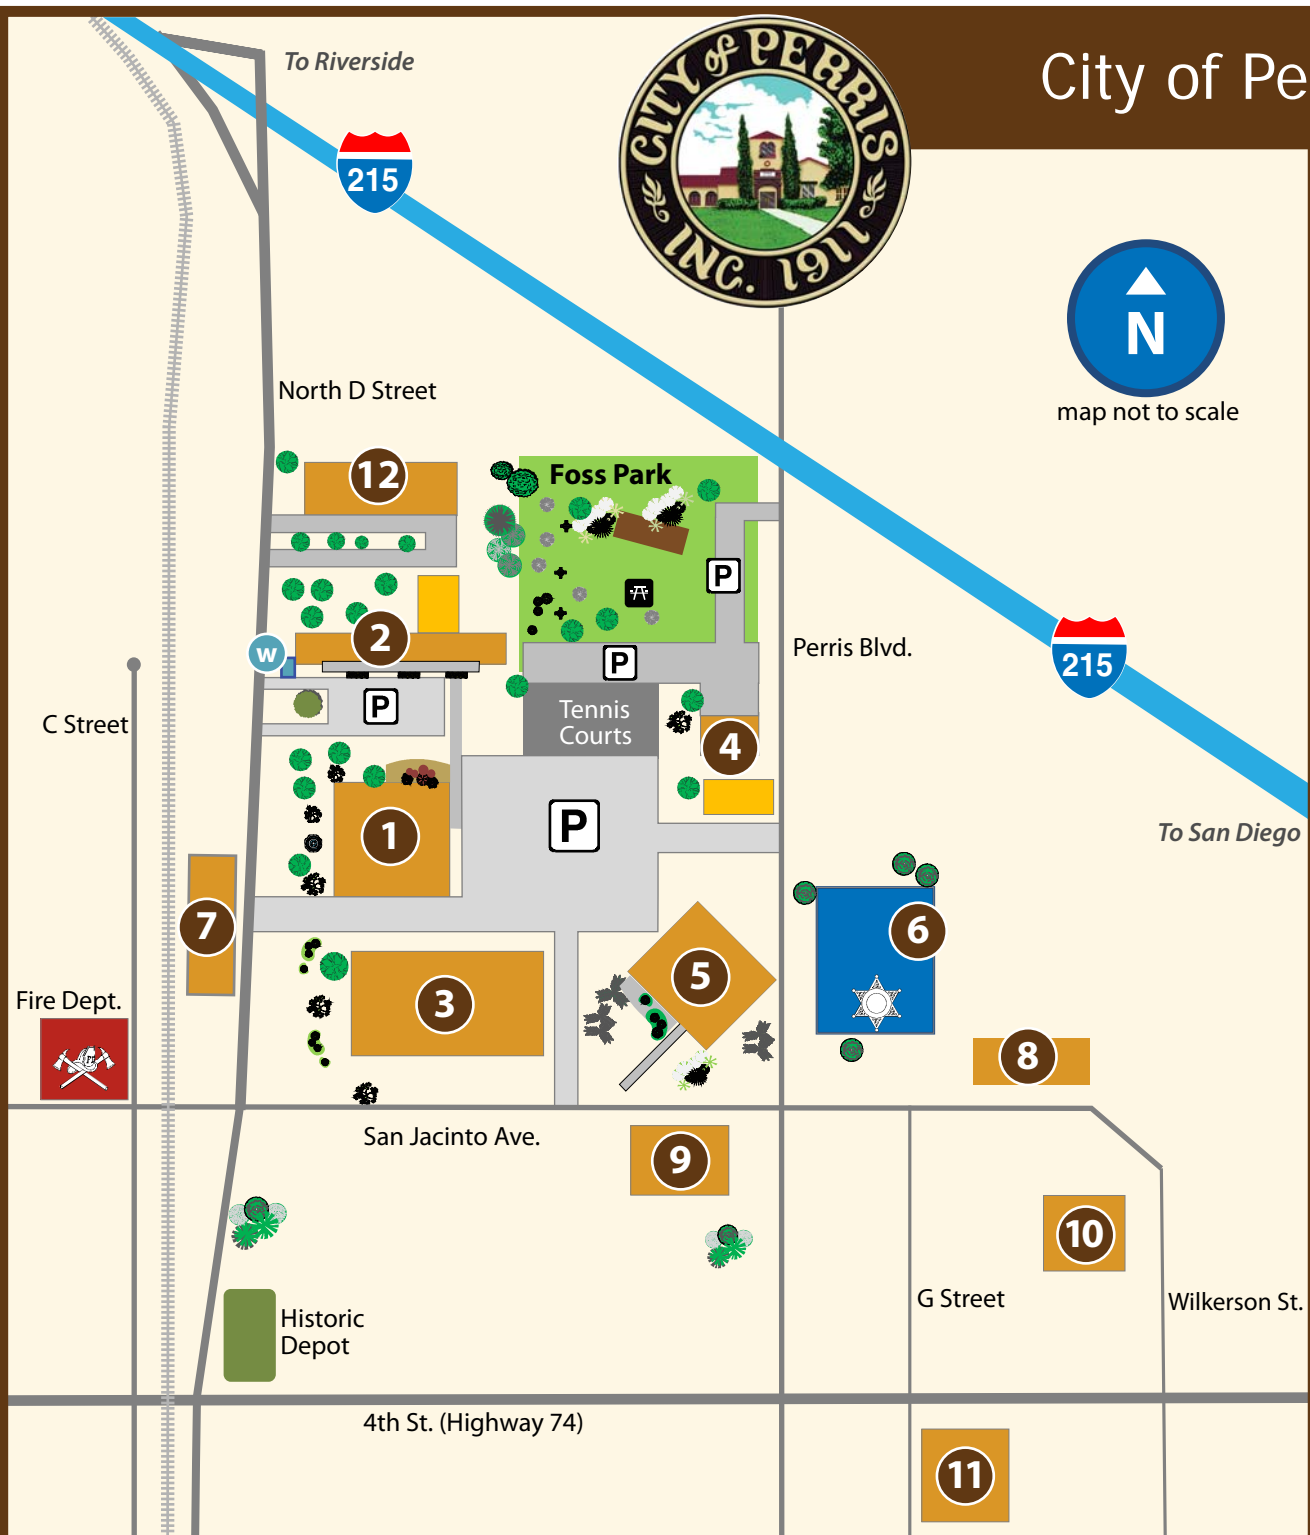 City of Pe
To Riverside
CITY of PERRIS
INC. 1911
215
N
map not to scale
North D Street
12
Foss Park
P
2
W
P
Perris Blvd.
215
P
C Street
Tennis
Courts
4
To San Diego
P
1
7
6
5
3
Fire Dept.
8
San Jacinto Ave.
9
10
G Street
Wilkerson St.
Historic
Depot
4th St. (Highway 74)
11